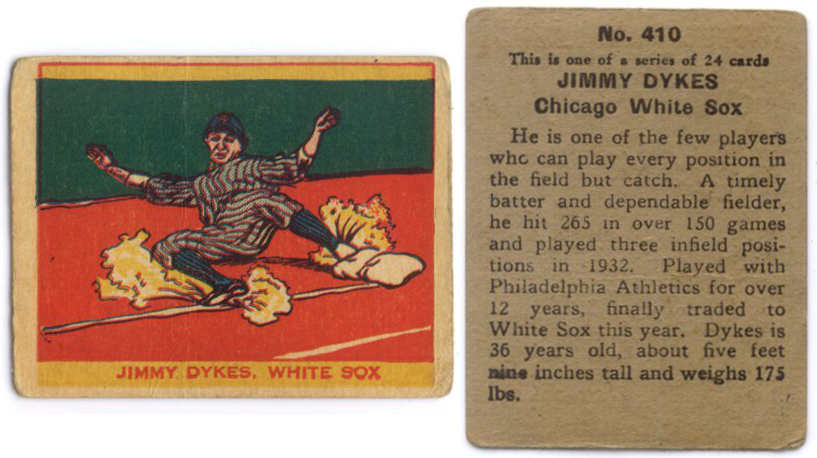 JIMMY DYKES, WHITE SOX
No. 410
This is one of a series of 24 cards
JIMMY DYKES
Chicago White Sox
He is one of the few players
who can play every position in
the field but catch. A timely
batter and dependable fielder,
he hit 265 in over 150 games
and played three infield posi-
tions in 1932. Played with
Philadelphia Athletics for over
12 years, finally traded to
White Sox this year. Dykes is
36 years old, about five feet
nine inches tall and weighs 175
lbs.